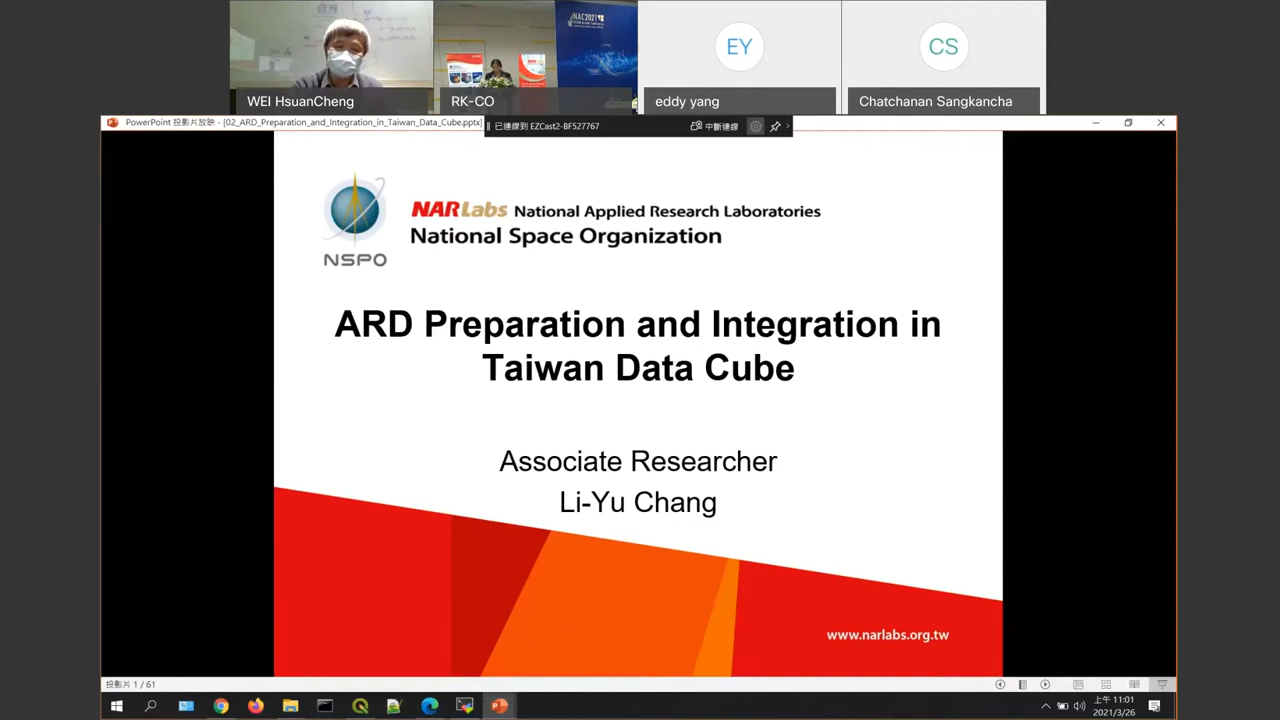 NAC2021
EY
CS
WEI HsuanCheng
RK-CO
eddy yang
Chatchanan Sangkancha
PowerPoint 投影片放映 - [02_ARD_Preparation_and_Integration_in_Taiwan_Data_Cube.pptx]
已連線到 EZCast2-BF527767
中斷連線
NARLabs National Applied Research Laboratories
National Space Organization
NSPO
ARD Preparation and Integration in
Taiwan Data Cube
Associate Researcher
Li-Yu Chang
www.narlabs.org.tw
投影片 1 / 61
上午 11:01
2021/3/26